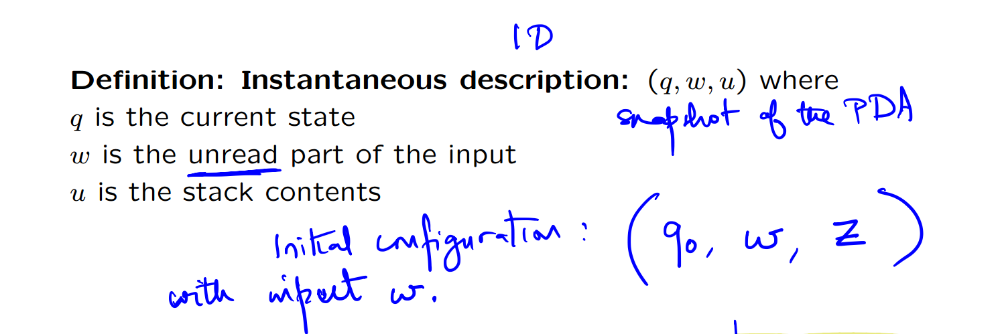 ID
Definition: Instantaneous description: (q, w, u) where
snapshot of the PDA
q is the current state
w is the unread part of the input
u is the stack contents
Initial configuration: (q₀, w, z)
with input w.